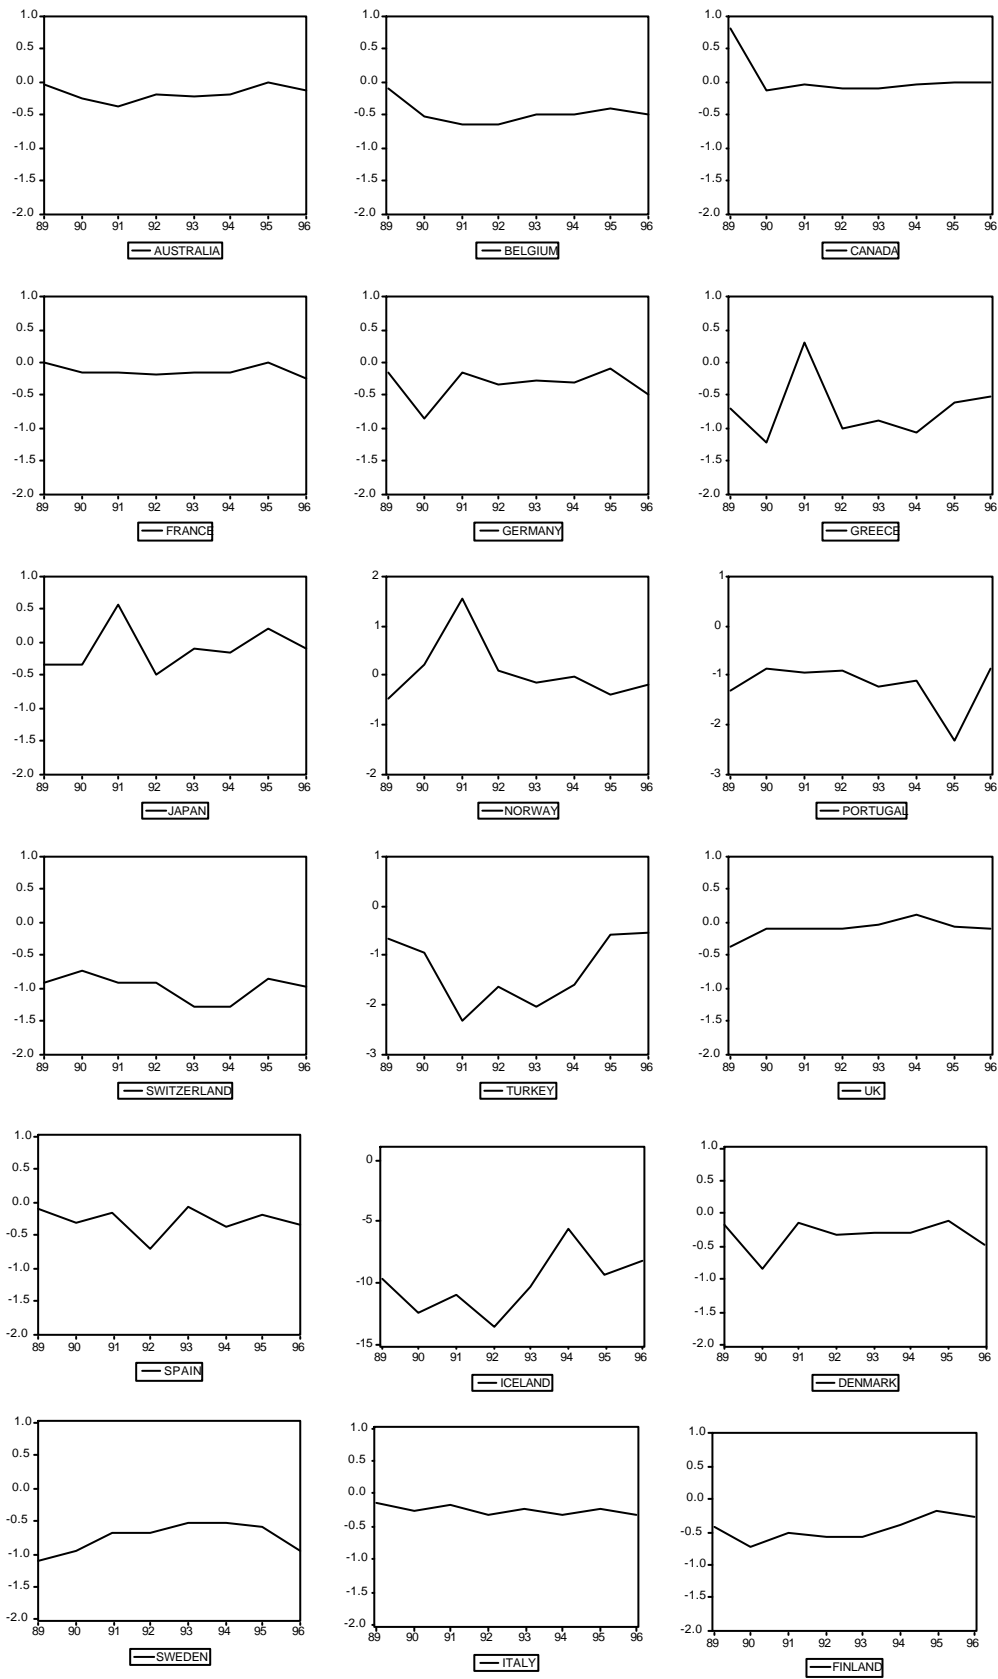 1.0 1.0 1.0
0.5 0.5 0.5
0.0 0.0 0.0
-0.5 -0.5 -0.5
-1.0 -1.0 -1.0
-1.5 -1.5 -1.5
-2.0 -2.0 -2.0
89 90 91 92 93 94 95 96 89 90 91 92 93 94 95 96 89 90 91 92 93 94 95 96
AUSTRALIA BELGIUM CANADA
1.0 1.0 1.0
0.5 0.5 0.5
0.0 0.0 0.0
-0.5 -0.5 -0.5
-1.0 -1.0 -1.0
-1.5 -1.5 -1.5
-2.0 -2.0 -2.0
89 90 91 92 93 94 95 96 89 90 91 92 93 94 95 96 89 90 91 92 93 94 95 96
FRANCE GERMANY GREECE
1.0 2 1
0.5
0.0 1 0
-0.5 0 -1
-1.0 -1 -2
-1.5
-2.0 -2 -3
89 90 91 92 93 94 95 96 89 90 91 92 93 94 95 96 89 90 91 92 93 94 95 96
JAPAN NORWAY PORTUGAL
1.0 1 1.0
0.5 0.5
0.0 0 0.0
-0.5 -1 -0.5
-1.0 -1.0
-1.5 -2 -1.5
-2.0 -3 -2.0
89 90 91 92 93 94 95 96 89 90 91 92 93 94 95 96 89 90 91 92 93 94 95 96
SWITZERLAND TURKEY UK
1.0 0 1.0
0.5 0.5
0.0 -5 0.0
-0.5 -0.5
-1.0 -10 -1.0
-1.5 -1.5
-2.0 -15 -2.0
89 90 91 92 93 94 95 96 89 90 91 92 93 94 95 96 89 90 91 92 93 94 95 96
SPAIN ICELAND DENMARK
1.0 1.0 1.0
0.5 0.5 0.5
0.0 0.0 0.0
-0.5 -0.5 -0.5
-1.0 -1.0 -1.0
-1.5 -1.5 -1.5
-2.0 -2.0 -2.0
89 90 91 92 93 94 95 96 89 90 91 92 93 94 95 96 89 90 91 92 93 94 95 96
SWEDEN ITALY FINLAND